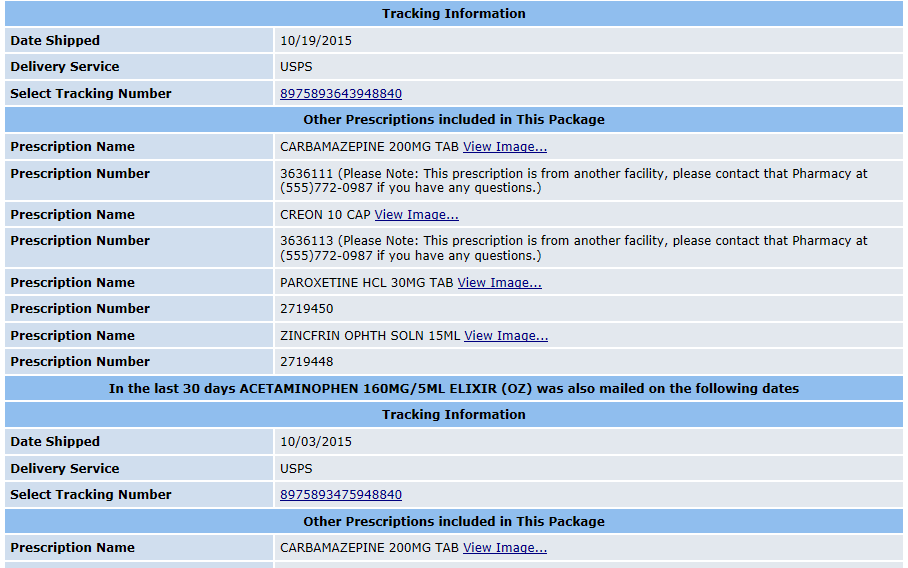 Tracking Information
Date Shipped 10/19/2015
Delivery Service USPS
Select Tracking Number 8975893643948840
Other Prescriptions included in This Package
Prescription Name CARBAMAZEPINE 200MG TAB View Image...
Prescription Number 3636111 (Please Note: This prescription is from another facility, please contact that Pharmacy at
(555)772-0987 if you have any questions.)
Prescription Name CREON 10 CAP View Image...
Prescription Number 3636113 (Please Note: This prescription is from another facility, please contact that Pharmacy at
(555)772-0987 if you have any questions.)
Prescription Name PAROXETINE HCL 30MG TAB View Image...
Prescription Number 2719450
Prescription Name ZINCFRIN OPHTH SOLN 15ML View Image...
Prescription Number 2719448
In the last 30 days ACETAMINOPHEN 160MG/5ML ELIXIR (OZ) was also mailed on the following dates
Tracking Information
Date Shipped 10/03/2015
Delivery Service USPS
Select Tracking Number 8975893475948840
Other Prescriptions included in This Package
Prescription Name CARBAMAZEPINE 200MG TAB View Image...